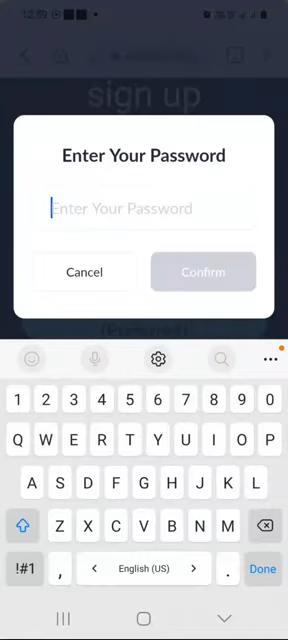 12:59
sign up
Enter Your Password
Enter Your Password
Cancel
Confirm
1 2 3 4 5 6 7 8 9 0
Q W E R T Y U I O P
A S D F G H J K L
Z X C V B N M
!#1 , < English (US) > . Done